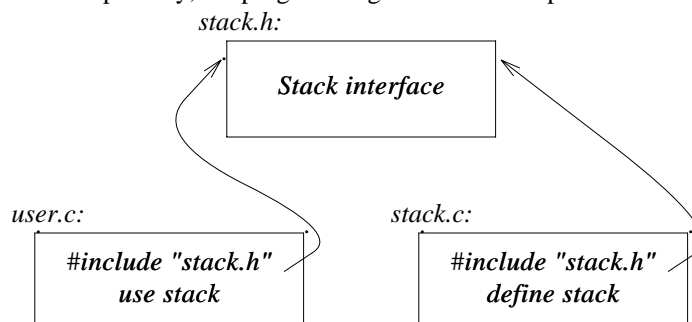 stack.h:
Stack interface
user.c:
stack.c:
#include "stack.h"
use stack
#include "stack.h"
define stack